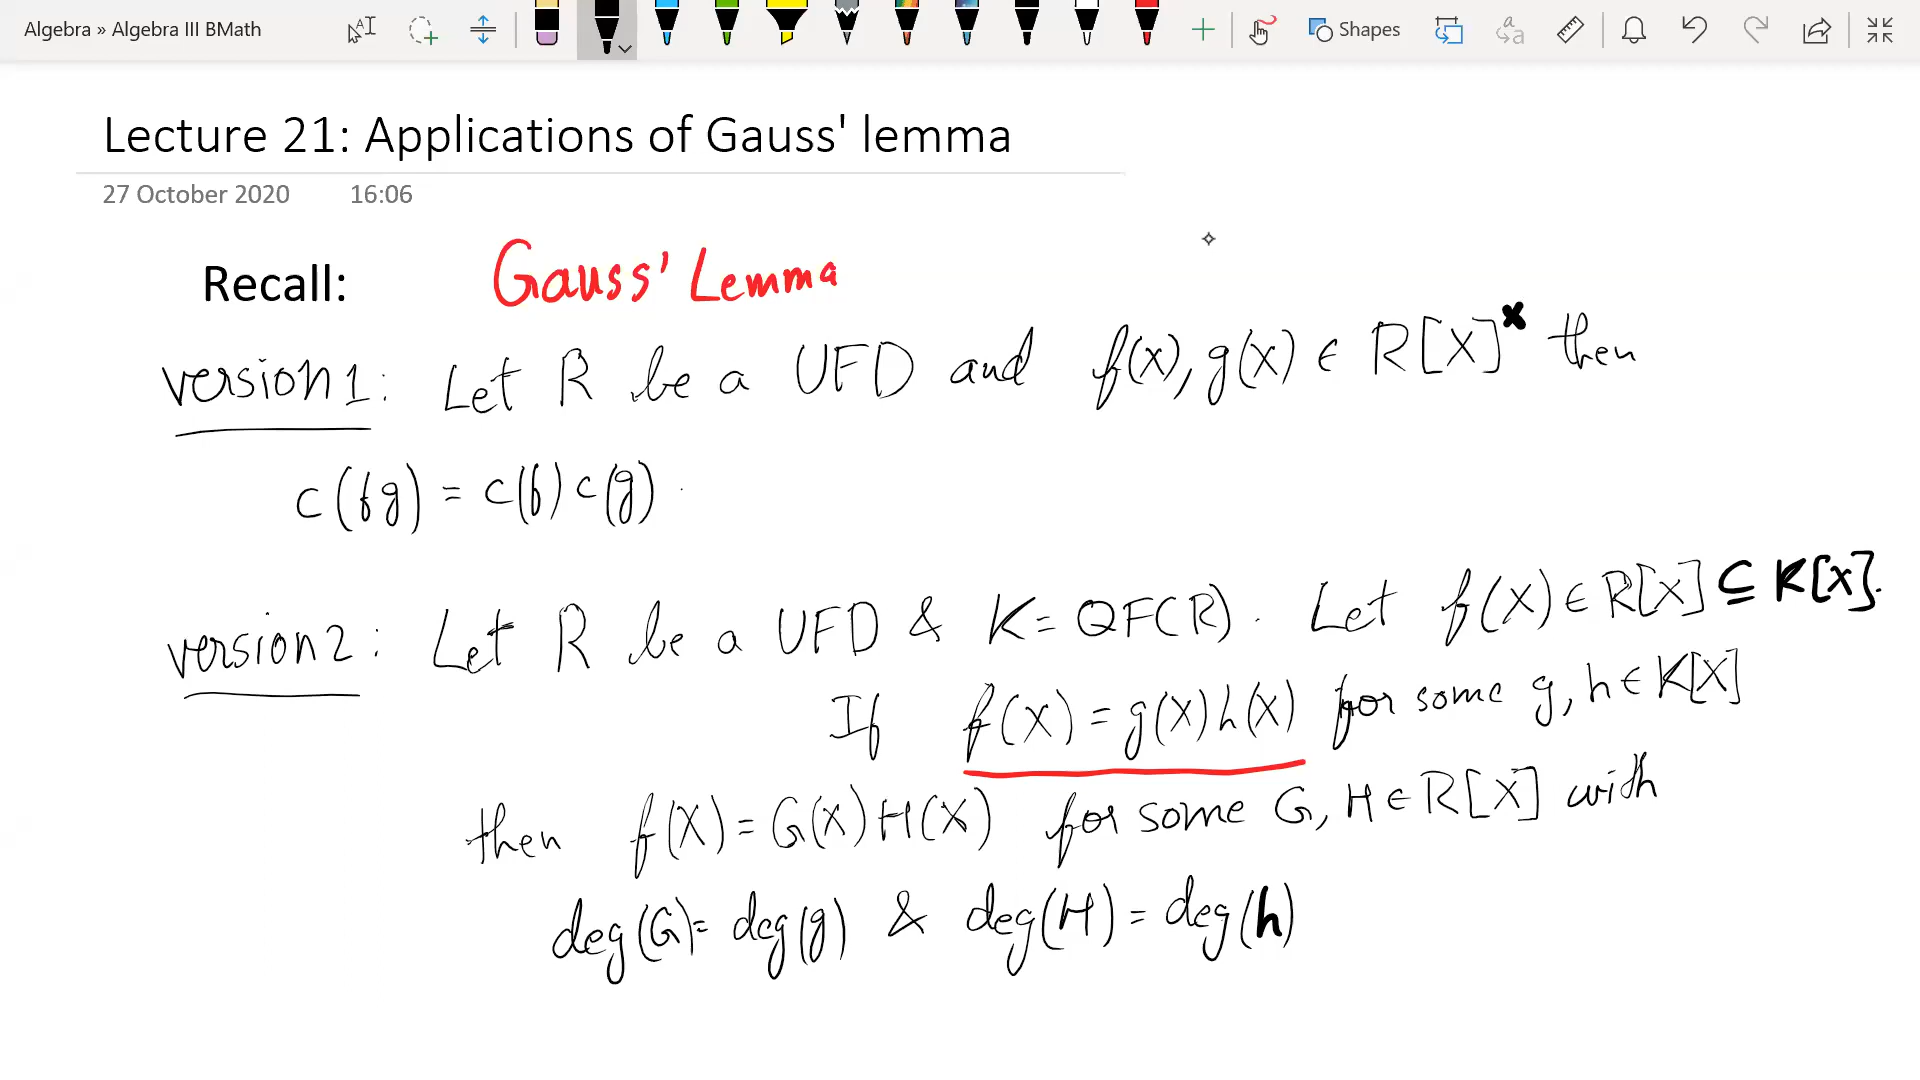 Algebra » Algebra III BMath
Shapes
Lecture 21: Applications of Gauss' lemma
27 October 2020 16:06
Recall: Gauss' Lemma
version 1: Let R be a UFD and f(x), g(x) ∈ R[X]* then
c(fg) = c(f) c(g).
version 2: Let R be a UFD & K = QF(R). Let f(X) ∈ R[X] ⊆ K[X].
If f(X) = g(X)h(X) for some g, h ∈ K[X]
then f(X) = G(X)H(X) for some G, H ∈ R[X] with
deg(G) = deg(g) & deg(H) = deg(h)